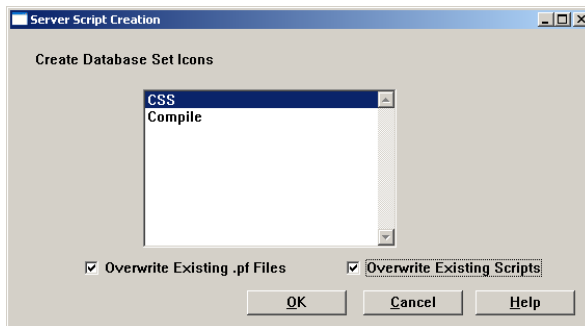 Server Script Creation
Create Database Set Icons
CSS
Compile
Overwrite Existing .pf Files
Overwrite Existing Scripts
OK
Cancel
Help